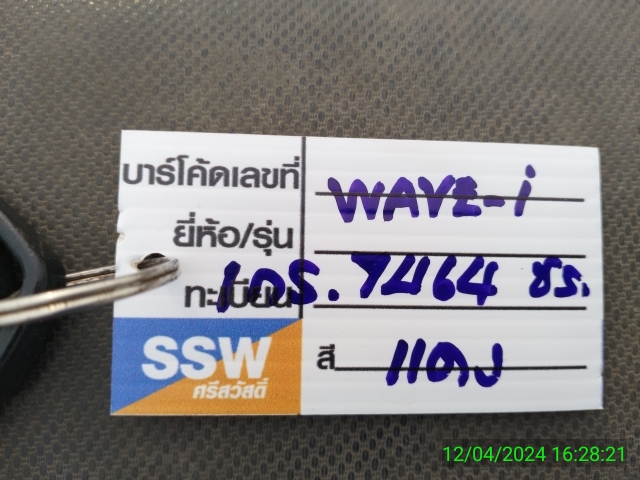 บาร์โค้ดเลขที่ WAVE-i
ยี่ห้อ/รุ่น
ทะเบียน 1กร. 7464 ชร.
สี แดง
SSW
ศรีสวัสดิ์
12/04/2024 16:28:21